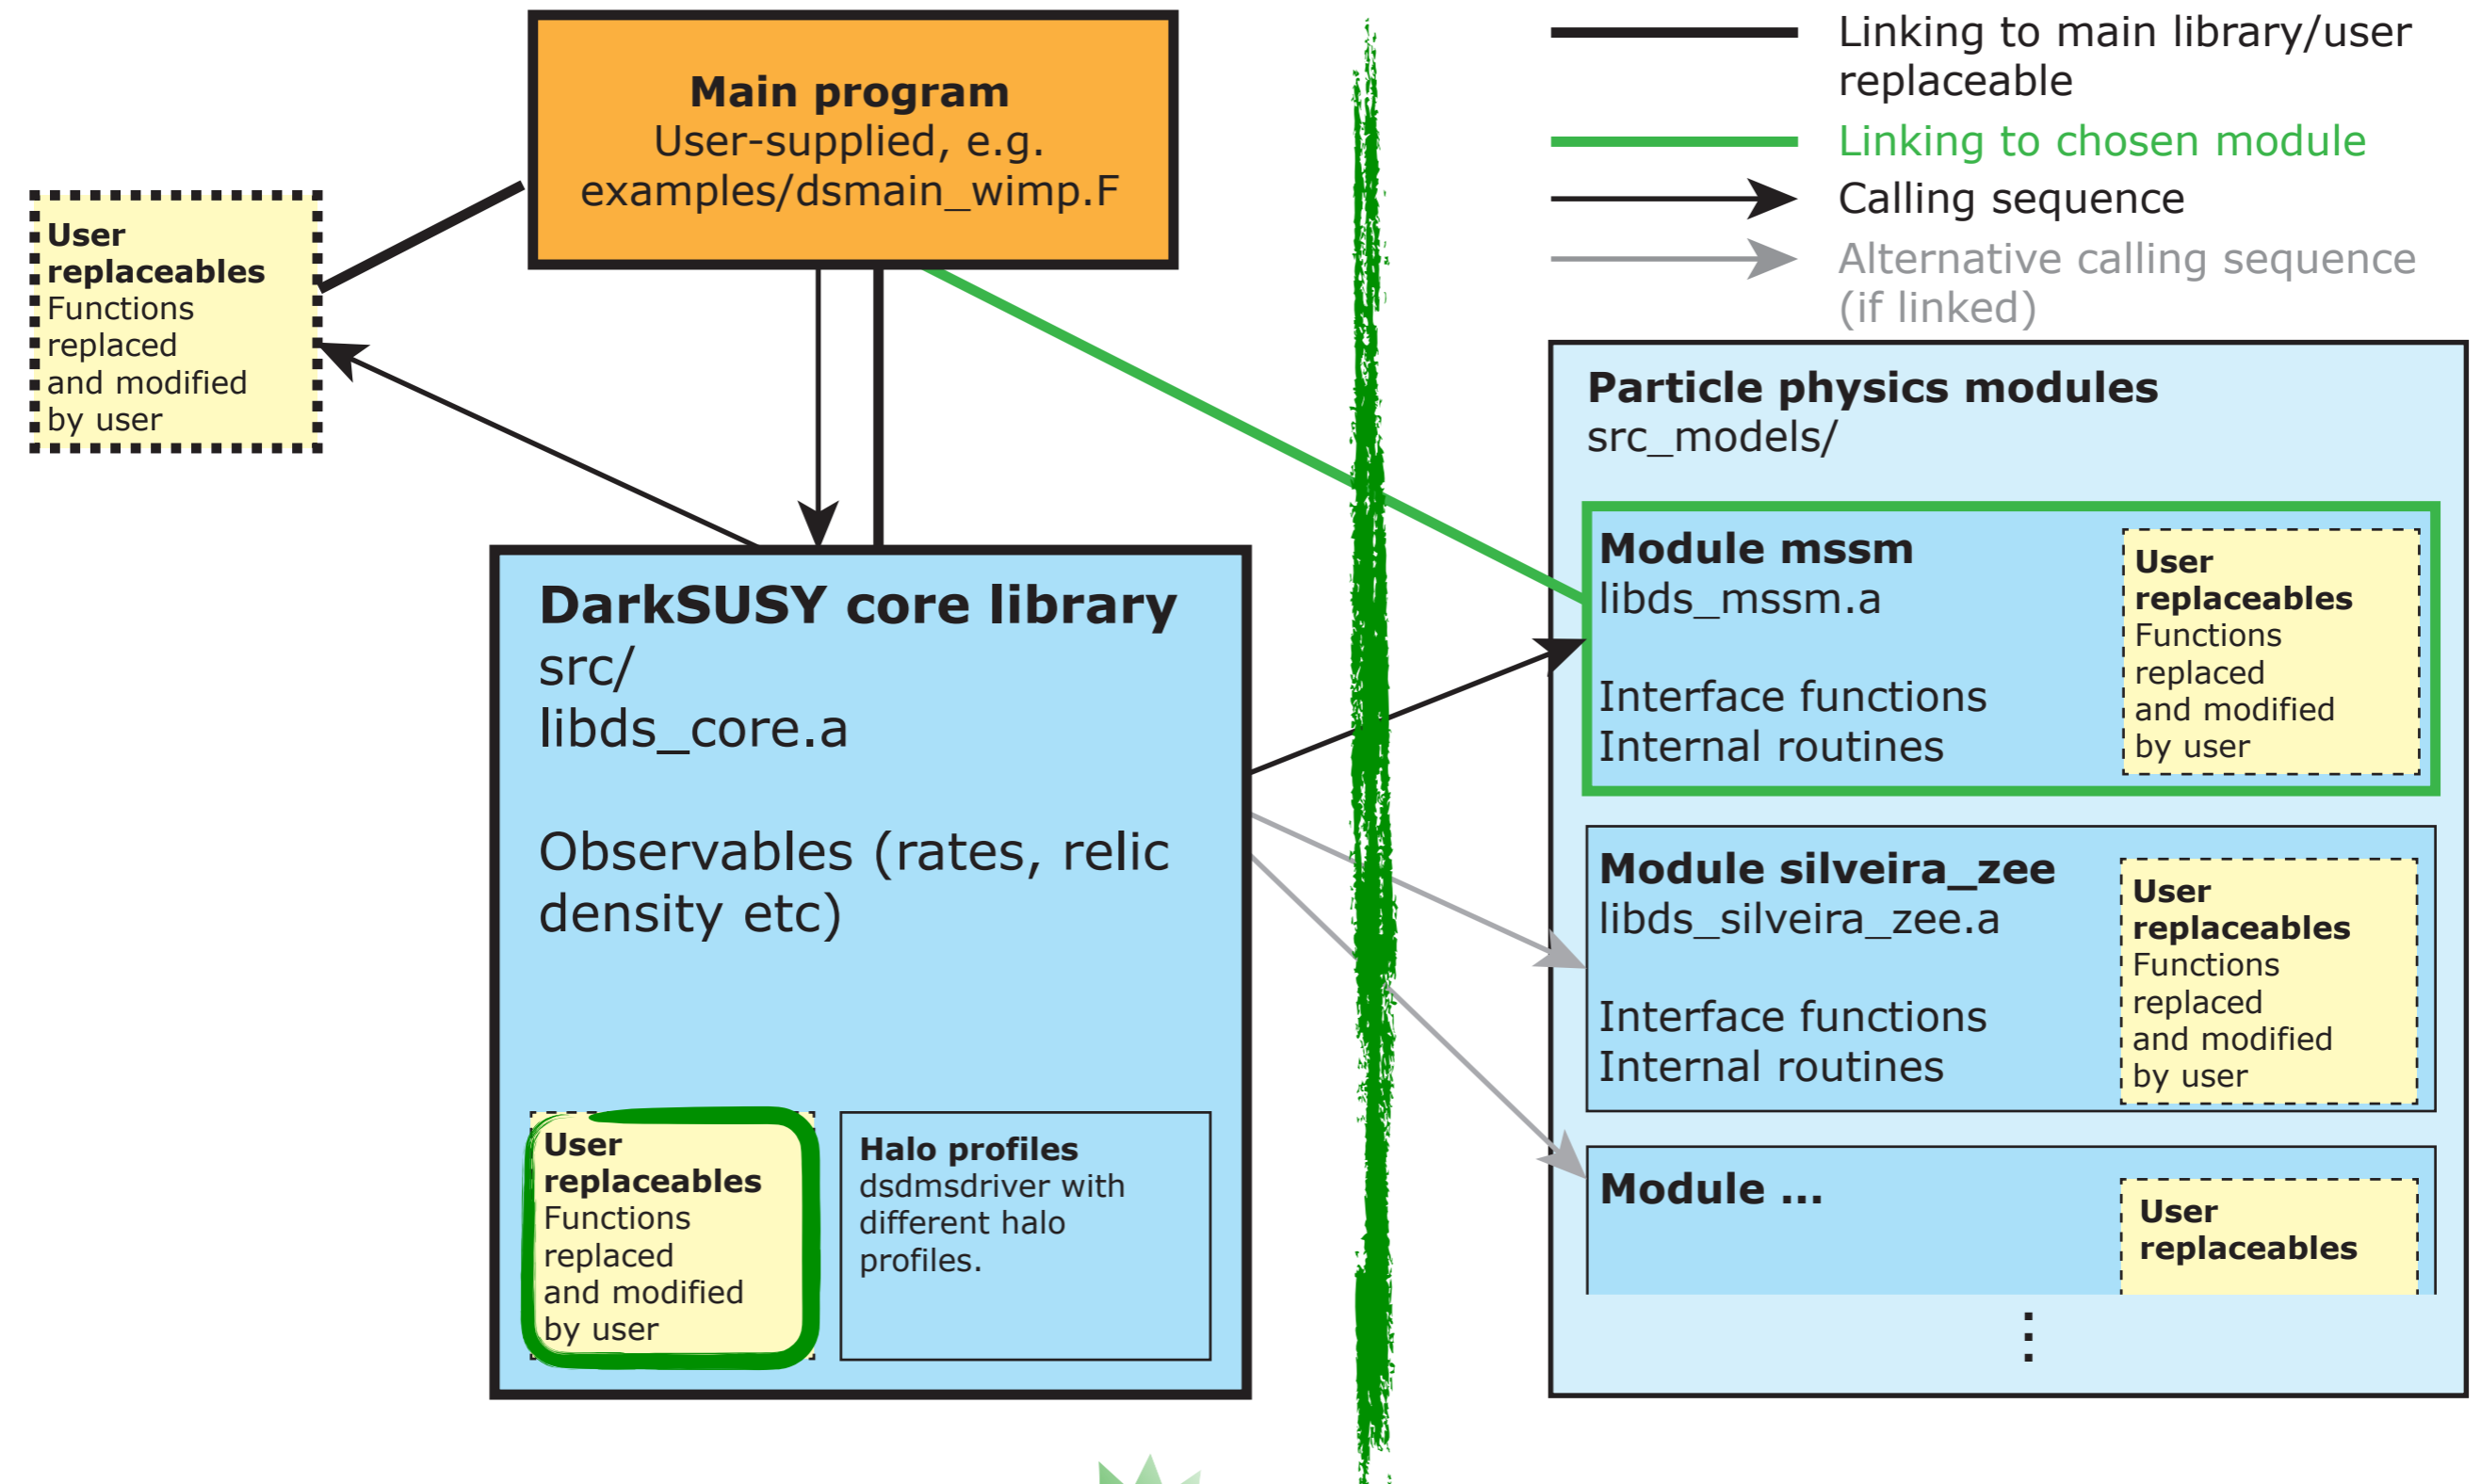 Main program
User-supplied, e.g.
examples/dsmain_wimp.F
User
replaceables
Functions
replaced
and modified
by user
DarkSUSY core library
src/
libds_core.a
Observables (rates, relic
density etc)
User
replaceables
Functions
replaced
and modified
by user
Halo profiles
dsdmsdriver with
different halo
profiles.
Linking to main library/user
replaceable
Linking to chosen module
Calling sequence
Alternative calling sequence
(if linked)
Particle physics modules
src_models/
Module mssm
libds_mssm.a
Interface functions
Internal routines
User
replaceables
Functions
replaced
and modified
by user
Module silveira_zee
libds_silveira_zee.a
Interface functions
Internal routines
User
replaceables
Functions
replaced
and modified
by user
Module ...
User
replaceables